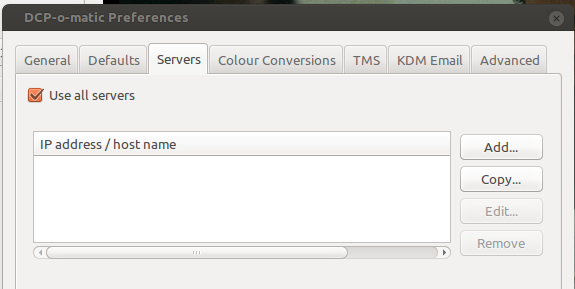 DCP-o-matic Preferences
General Defaults Servers Colour Conversions TMS KDM Email Advanced
Use all servers
IP address / host name
Add...
Copy...
Edit...
Remove